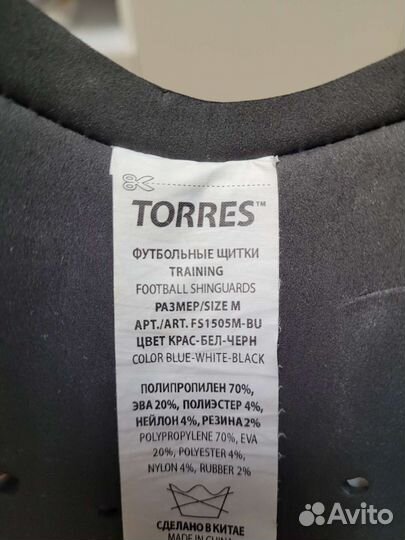 TORRES™
ФУТБОЛЬНЫЕ ЩИТКИ
TRAINING
FOOTBALL SHINGUARDS
РАЗМЕР/SIZE M
АРТ./ART. FS1505M-BU
ЦВЕТ КРАС-БЕЛ-ЧЕРН
COLOR BLUE-WHITE-BLACK
ПОЛИПРОПИЛЕН 70%,
ЭВА 20%, ПОЛИЭСТЕР 4%,
НЕЙЛОН 4%, РЕЗИНА 2%
POLYPROPYLENE 70%, EVA
20%, POLYESTER 4%,
NYLON 4%, RUBBER 2%
СДЕЛАНО В КИТАЕ
MADE IN CHINA
Avito